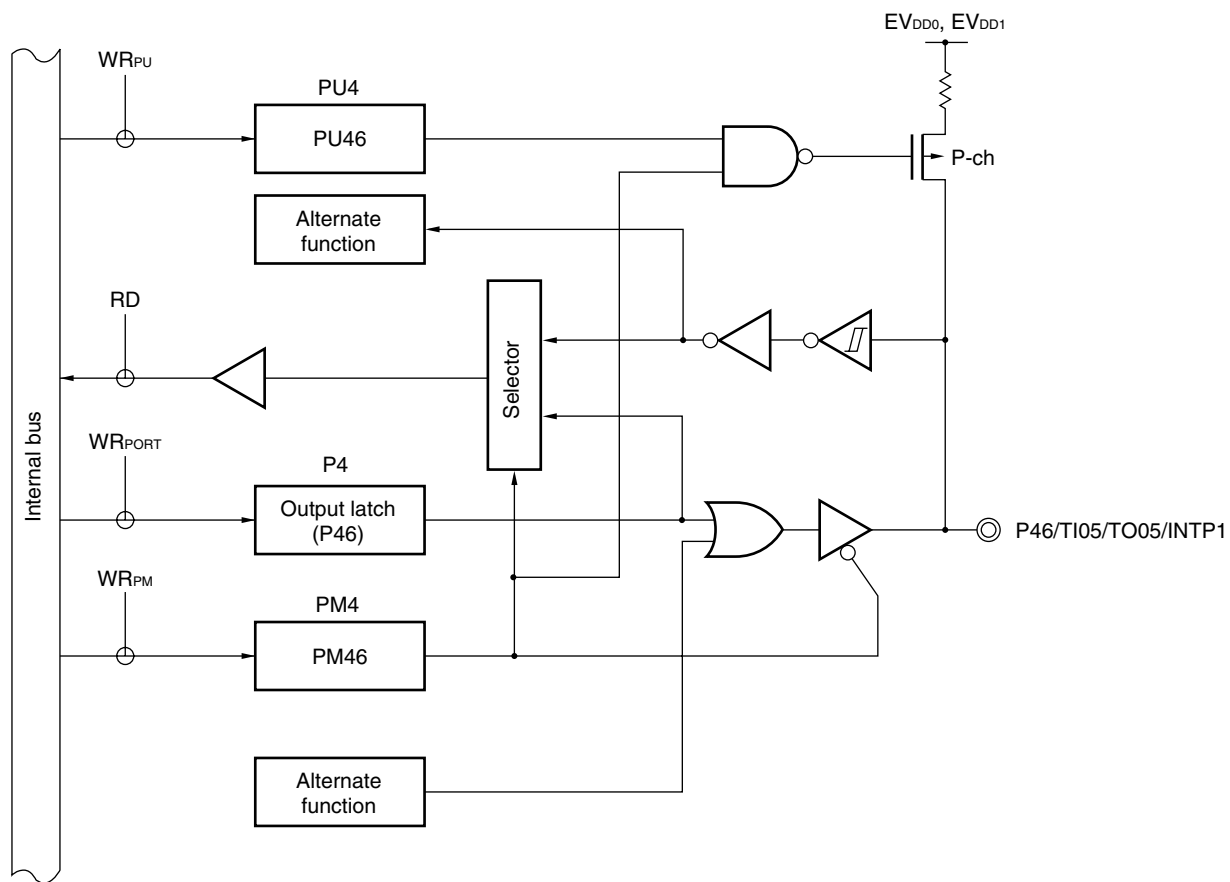 EVDD0, EVDD1
WRPU
PU4
PU46
P-ch
Alternate
function
RD
Selector
Internal bus
WRPORT
P4
Output latch
(P46)
P46/TI05/TO05/INTP1
WRPM
PM4
PM46
Alternate
function